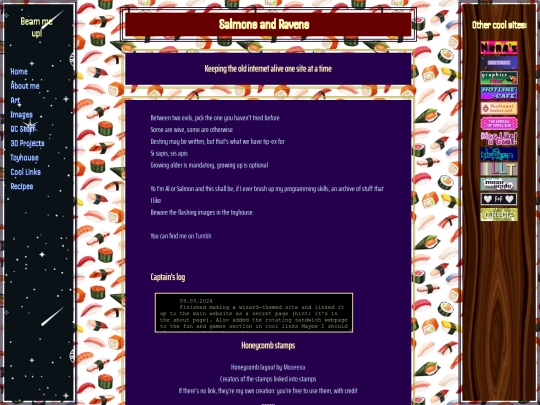 Beam me
up!
Home
About me
Art
Images
OC Stuff
3D Projects
Toyhouse
Cool Links
Recipes
Salmons and Ravens
Keeping the old internet alive one site at a time
Between two evils, pick the one you haven't tried before
Some are wise, some are otherwise
Destiny may be written, but that's what we have tip-ex for
Si sapis, sis apis
Growing older is mandatory, growing up is optional
Yo I'm Al or Salmon and this shall be, if I ever brush up my programming skills, an archive of stuff that
I like
Beware the flashing images in the toyhouse.
You can find me on Tumblr
Captain's log
09.03.2024
Finished making a wizard-themed site and linked it
up to the main website as a secret page (hint: it's in
the about page). Also added the rotating sandwich webpage
to the fun and games section in cool links Maybe I should
Honeycomb stamps
Honeycomb layout by Mooeena
Creators of the stamps linked into stamps
If there's no link, they're my own creation: you're free to use them, with credit
Other cool sites:
graphics
HOTLINE
CAFE